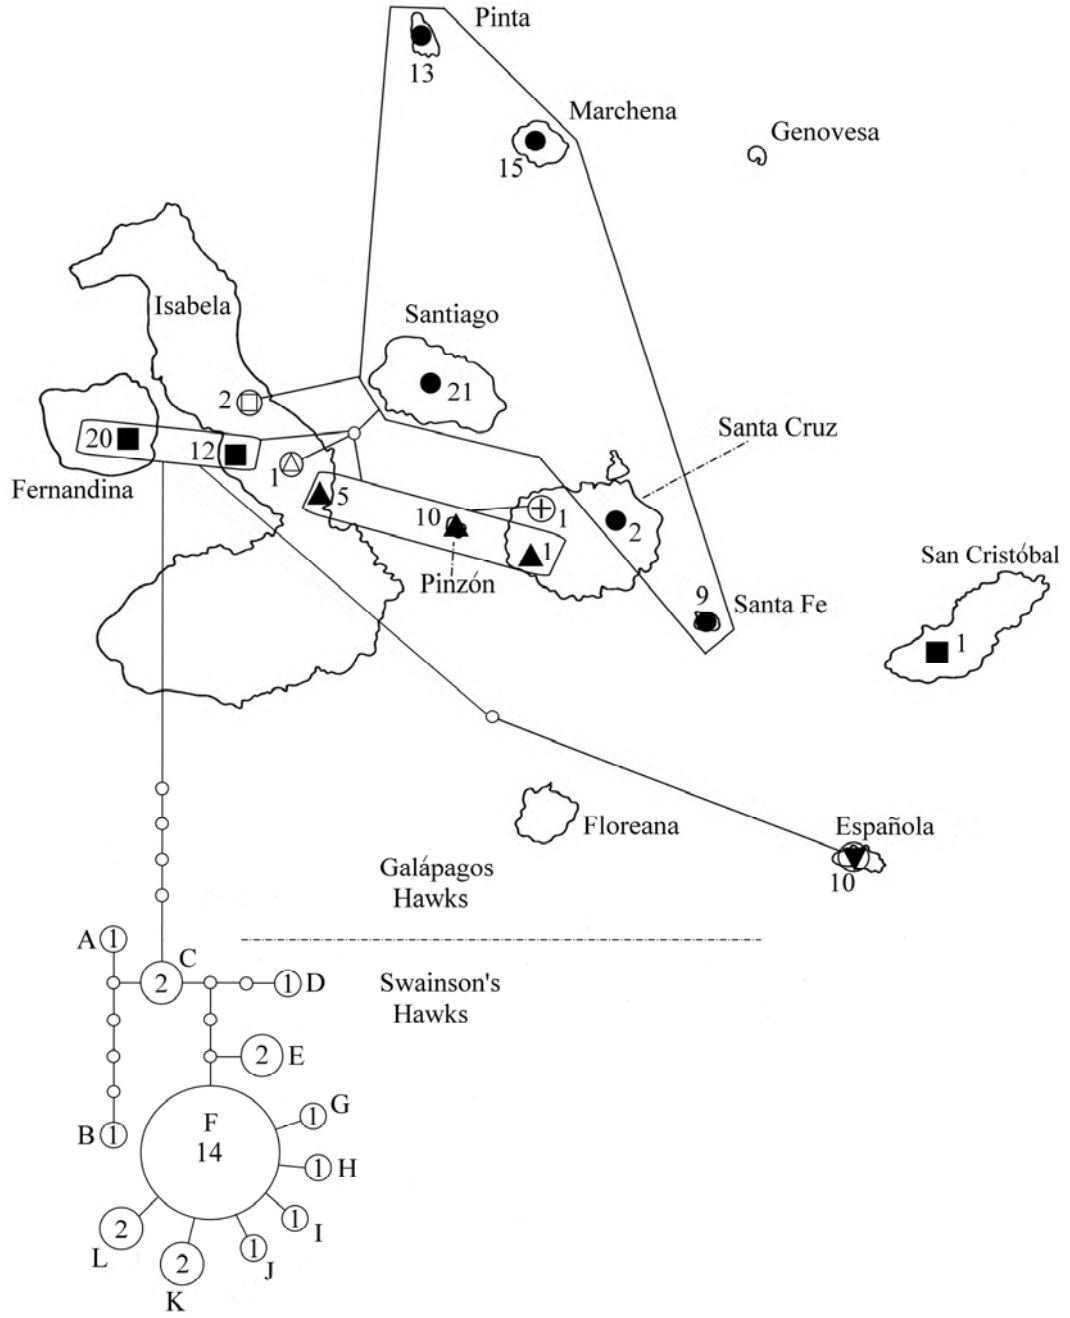 Pinta
13
Marchena
15
Genovesa
Isabela
Santiago
21
2
20
12
1
Santa Cruz
Fernandina
5
10
1
2
1
Pinzón
San Cristóbal
9
Santa Fe
1
Floreana
Española
10
Galápagos
Hawks
A 1
C
2
1 D
Swainson's
Hawks
2 E
B 1
F
14
1 G
1 H
1 I
1 J
2 K
2 L